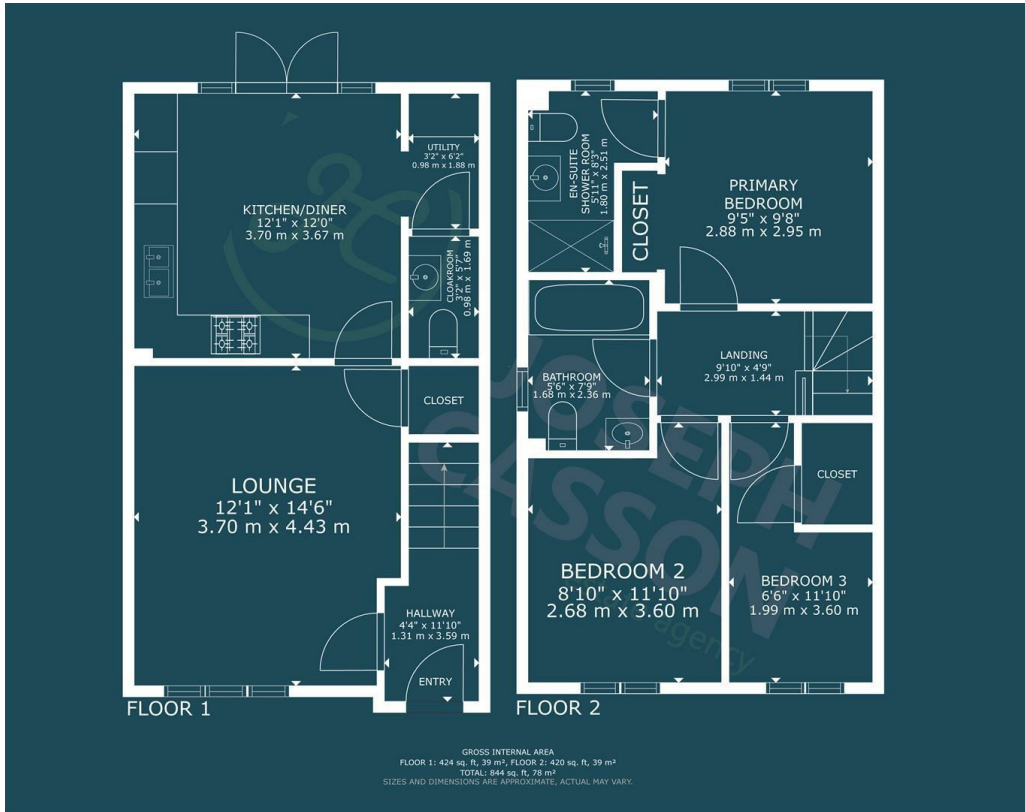 UTILITY
3'2" x 6'2"
0.98 m x 1.88 m
KITCHEN/DINER
12'1" x 12'0"
3.70 m x 3.67 m
CLOAKROOM
3'2" x 5'7"
0.98 m x 1.69 m
CLOSET
LOUNGE
12'1" x 14'6"
3.70 m x 4.43 m
HALLWAY
4'4" x 11'10"
1.31 m x 3.59 m
ENTRY
FLOOR 1
EN-SUITE
SHOWER ROOM
5'11" x 8'3"
1.80 m x 2.51 m
CLOSET
PRIMARY
BEDROOM
9'5" x 9'8"
2.88 m x 2.95 m
LANDING
9'10" x 4'9"
2.99 m x 1.44 m
BATHROOM
5'6" x 7'9"
1.68 m x 2.36 m
CLOSET
BEDROOM 2
8'10" x 11'10"
2.68 m x 3.60 m
BEDROOM 3
6'6" x 11'10"
1.99 m x 3.60 m
FLOOR 2
JOSEPH
CASSON
agency
GROSS INTERNAL AREA
FLOOR 1: 424 sq. ft, 39 m², FLOOR 2: 420 sq. ft, 39 m²
TOTAL: 844 sq. ft, 78 m²
SIZES AND DIMENSIONS ARE APPROXIMATE, ACTUAL MAY VARY.